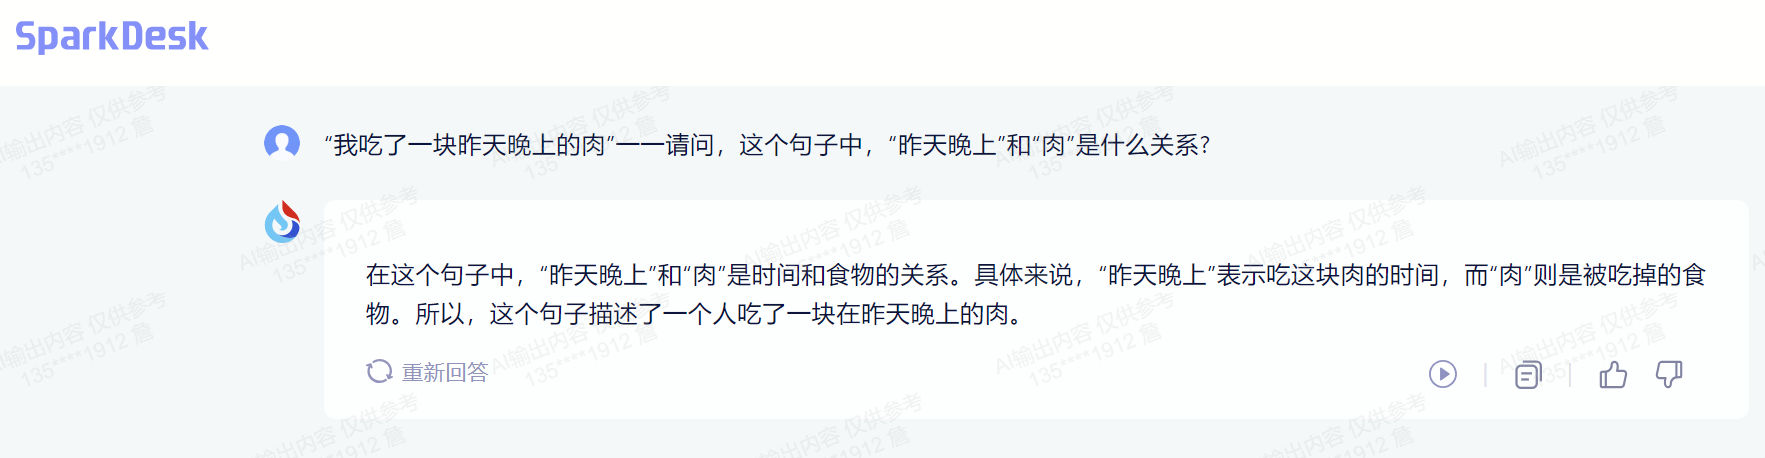 SparkDesk
“我吃了一块昨天晚上的肉”——请问，这个句子中，“昨天晚上”和“肉”是什么关系?
在这个句子中，“昨天晚上”和“肉”是时间和食物的关系。具体来说，“昨天晚上”表示吃这块肉的时间，而“肉”则是被吃掉的食
物。所以，这个句子描述了一个人吃了一块在昨天晚上的肉。
重新回答
AI输出内容 仅供参考
135****1912 詹